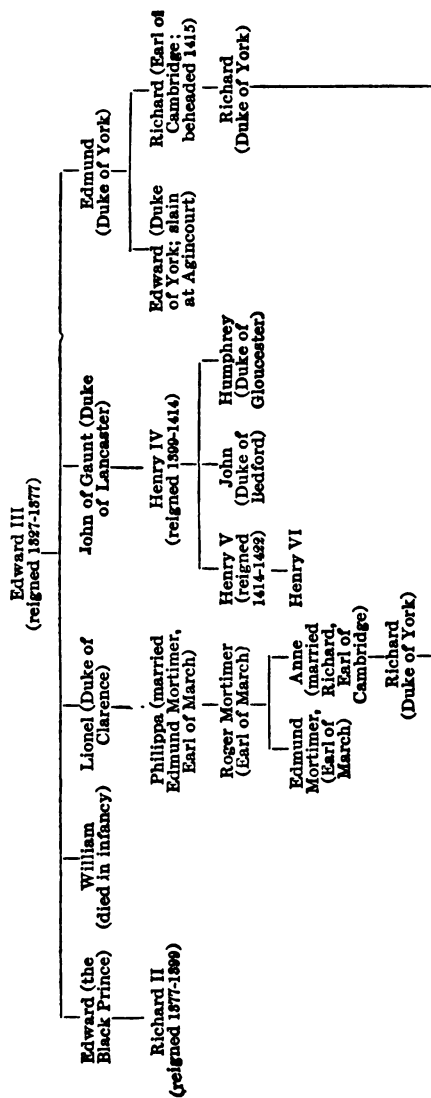 Edward III
(reigned 1327-1377)
Edward (the
Black Prince)
William
(died in infancy)
Lionel (Duke of
Clarence)
John of Gaunt (Duke
of Lancaster)
Edmund
(Duke of York)
Richard II
(reigned 1377-1399)
Philippa (married
Edmund Mortimer,
Earl of March)
Henry IV
(reigned 1399-1414)
Edward (Duke
of York; slain
at Agincourt)
Richard (Earl of
Cambridge;
beheaded 1415)
Roger Mortimer
(Earl of March)
Henry V
(reigned
1414-1422)
John
(Duke of
Bedford)
Humphrey
(Duke of
Gloucester)
Richard
(Duke of York)
Edmund
Mortimer,
(Earl of
March)
Anne
(married
Richard,
Earl of
Cambridge)
Henry VI
Richard
(Duke of York)